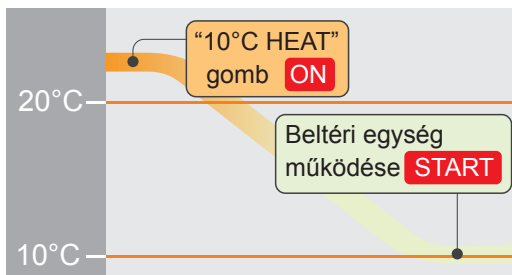 “10°C HEAT”
gomb ON
20°C
Beltéri egység
működése START
10°C